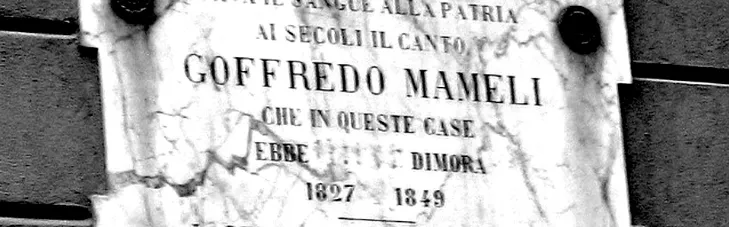 IL SANGUE ALLA PATRIA
AI SECOLI IL CANTO
GOFFREDO MAMELI
CHE IN QUESTE CASE
EBBE DIMORA
1827 1849